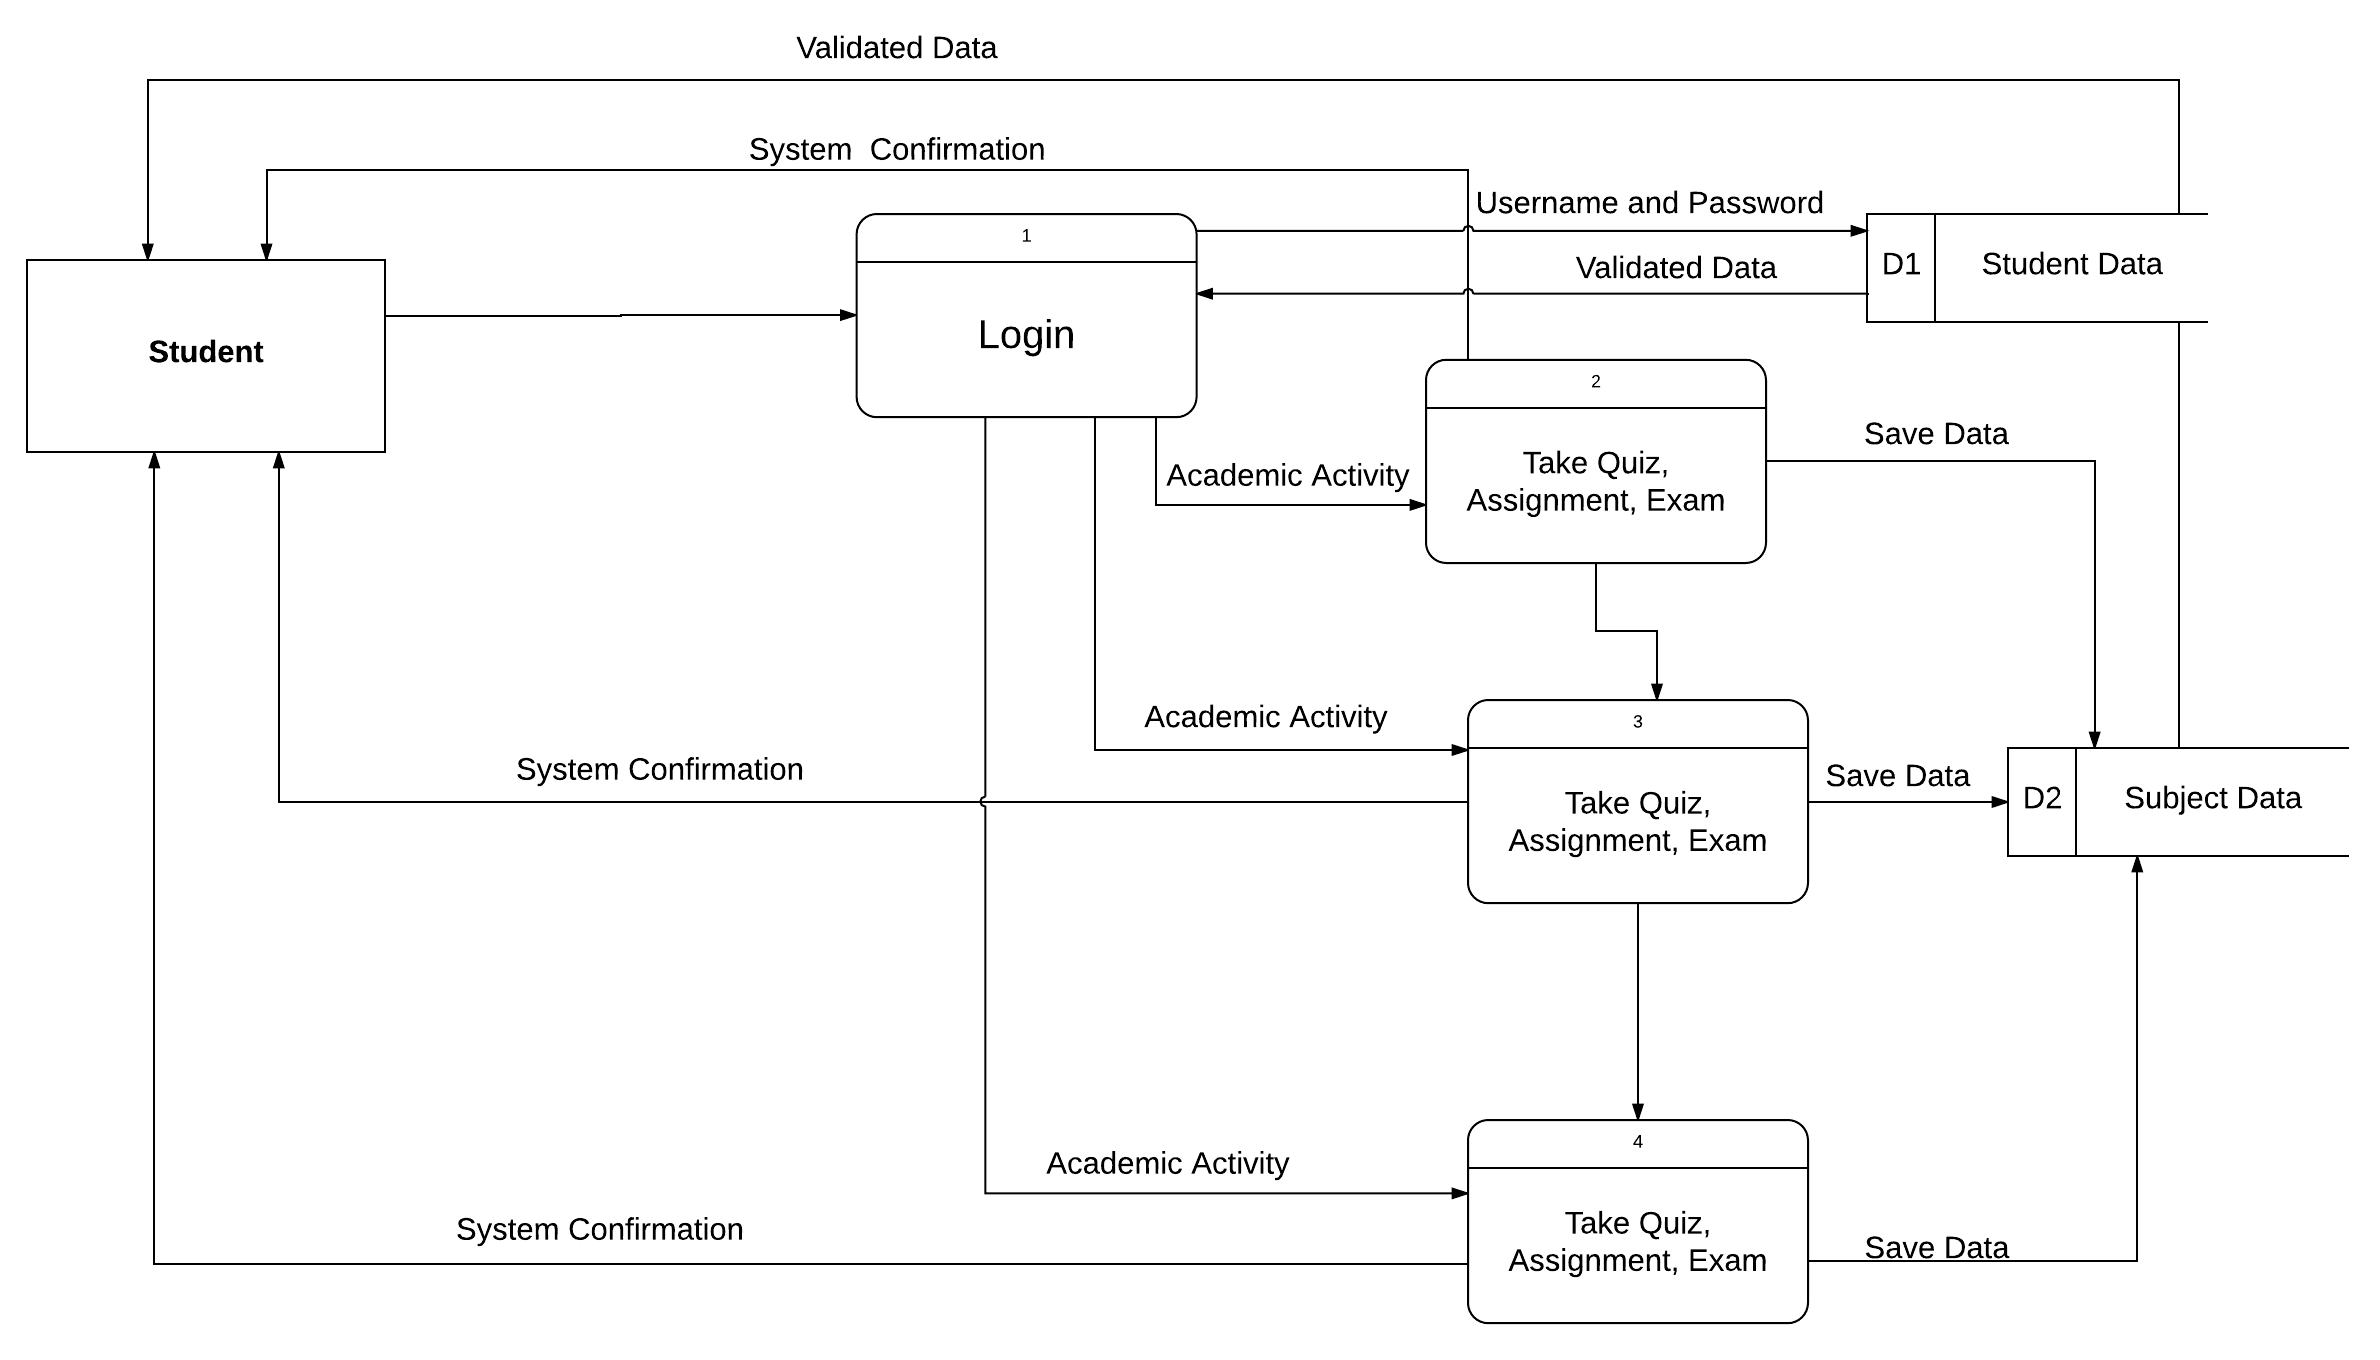 Validated Data
System  Confirmation
Username and Password
1
D1
Student Data
Validated Data
Login
Student
2
Save Data
Take Quiz,
Assignment, Exam
Academic Activity
Academic Activity
3
System Confirmation
Save Data
D2
Subject Data
Take Quiz,
Assignment, Exam
4
Academic Activity
System Confirmation
Take Quiz,
Assignment, Exam
Save Data